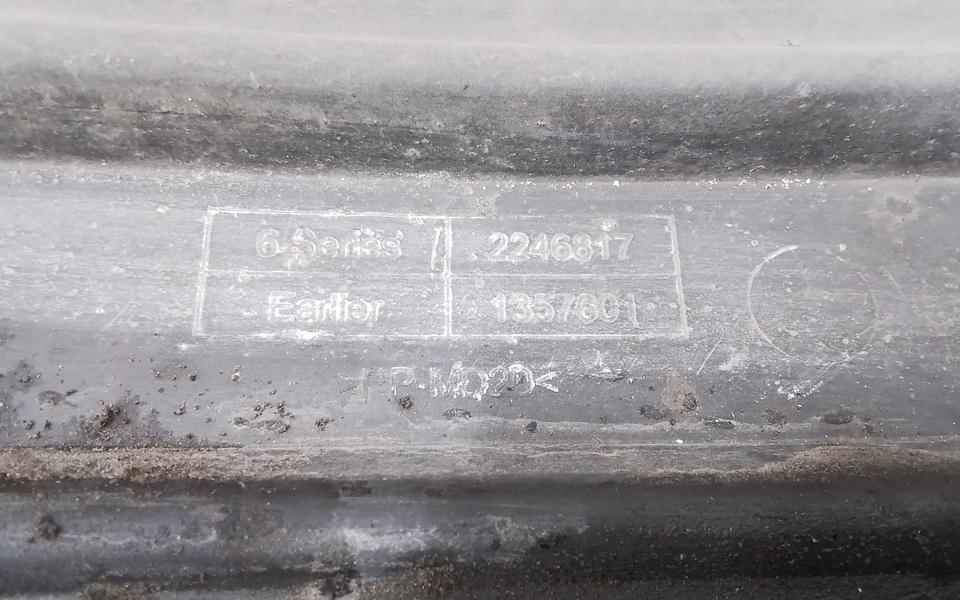 6-Series 2246817
Earlier 1357601
>PP-MD20<